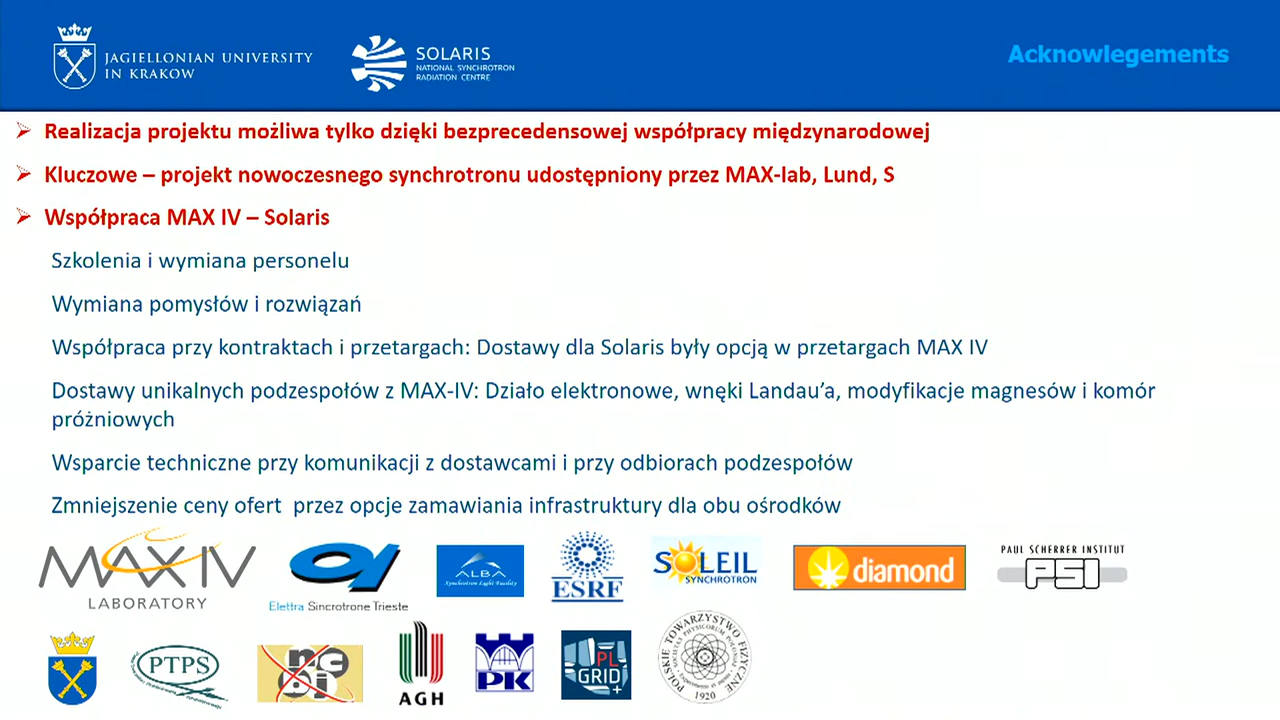 JAGIELLONIAN UNIVERSITY
IN KRAKOW
SOLARIS
NATIONAL SYNCHROTRON
RADIATION CENTRE
Acknowlegements
Realizacja projektu możliwa tylko dzięki bezprecedensowej współpracy międzynarodowej
Kluczowe – projekt nowoczesnego synchrotronu udostępniony przez MAX-lab, Lund, S
Współpraca MAX IV – Solaris
Szkolenia i wymiana personelu
Wymiana pomysłów i rozwiązań
Współpraca przy kontraktach i przetargach: Dostawy dla Solaris były opcją w przetargach MAX IV
Dostawy unikalnych podzespołów z MAX-IV: Działo elektronowe, wnęki Landau’a, modyfikacje magnesów i komór
próżniowych
Wsparcie techniczne przy komunikacji z dostawcami i przy odbiorach podzespołów
Zmniejszenie ceny ofert  przez opcje zamawiania infrastruktury dla obu ośrodków
MAX IV
LABORATORY
Elettra Sincrotrone Trieste
ALBA
Synchrotron Light Facility
ESRF
SOLEIL
SYNCHROTRON
diamond
PAUL SCHERRER INSTITUT
PSI
PTPS
ncbj
AGH
PK
PL
GRID
POLSKIE TOWARZYSTWO FIZYCZNE
1920